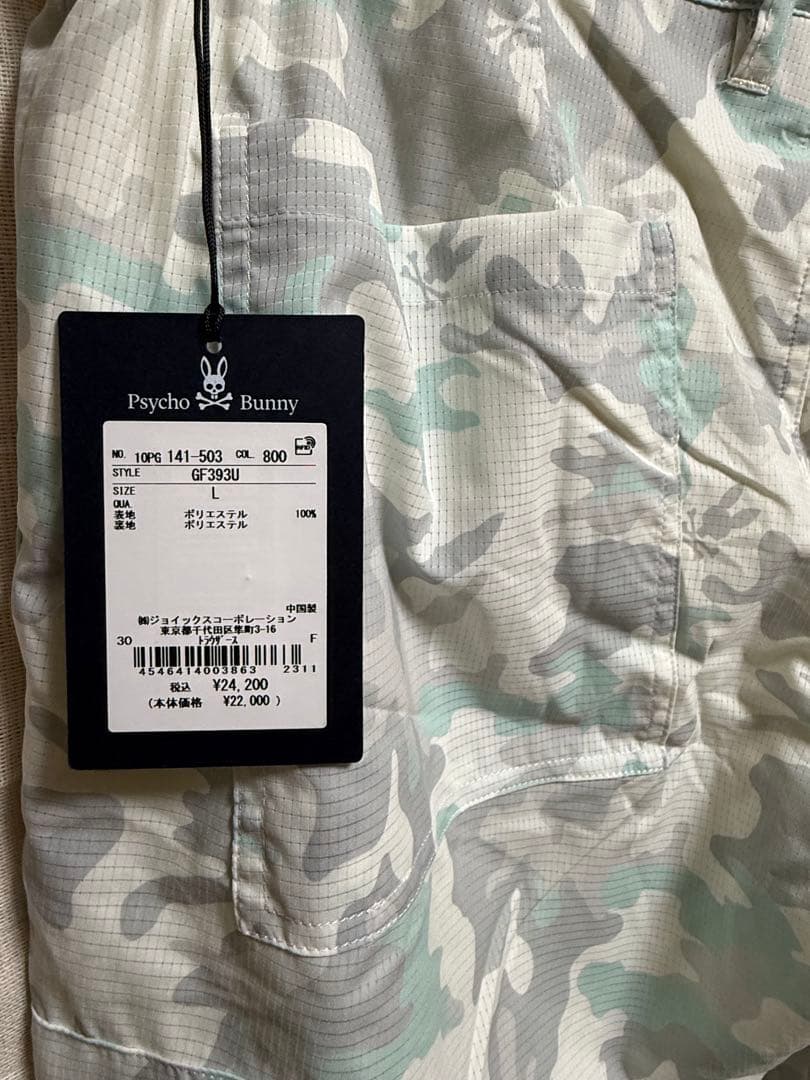 Psycho Bunny
NO. 10PG 141-503 COL. 800
STYLE GF393U
SIZE L
QUA.
表地 ポリエステル 100%
裏地 ポリエステル
中国製
㈱ジョイックスコーポレーション
東京都千代田区隼町3-16
30 ﾄﾗｳｻﾞｰｽ F
4546414003863 2311
税込 ¥24,200
(本体価格 ¥22,000 )